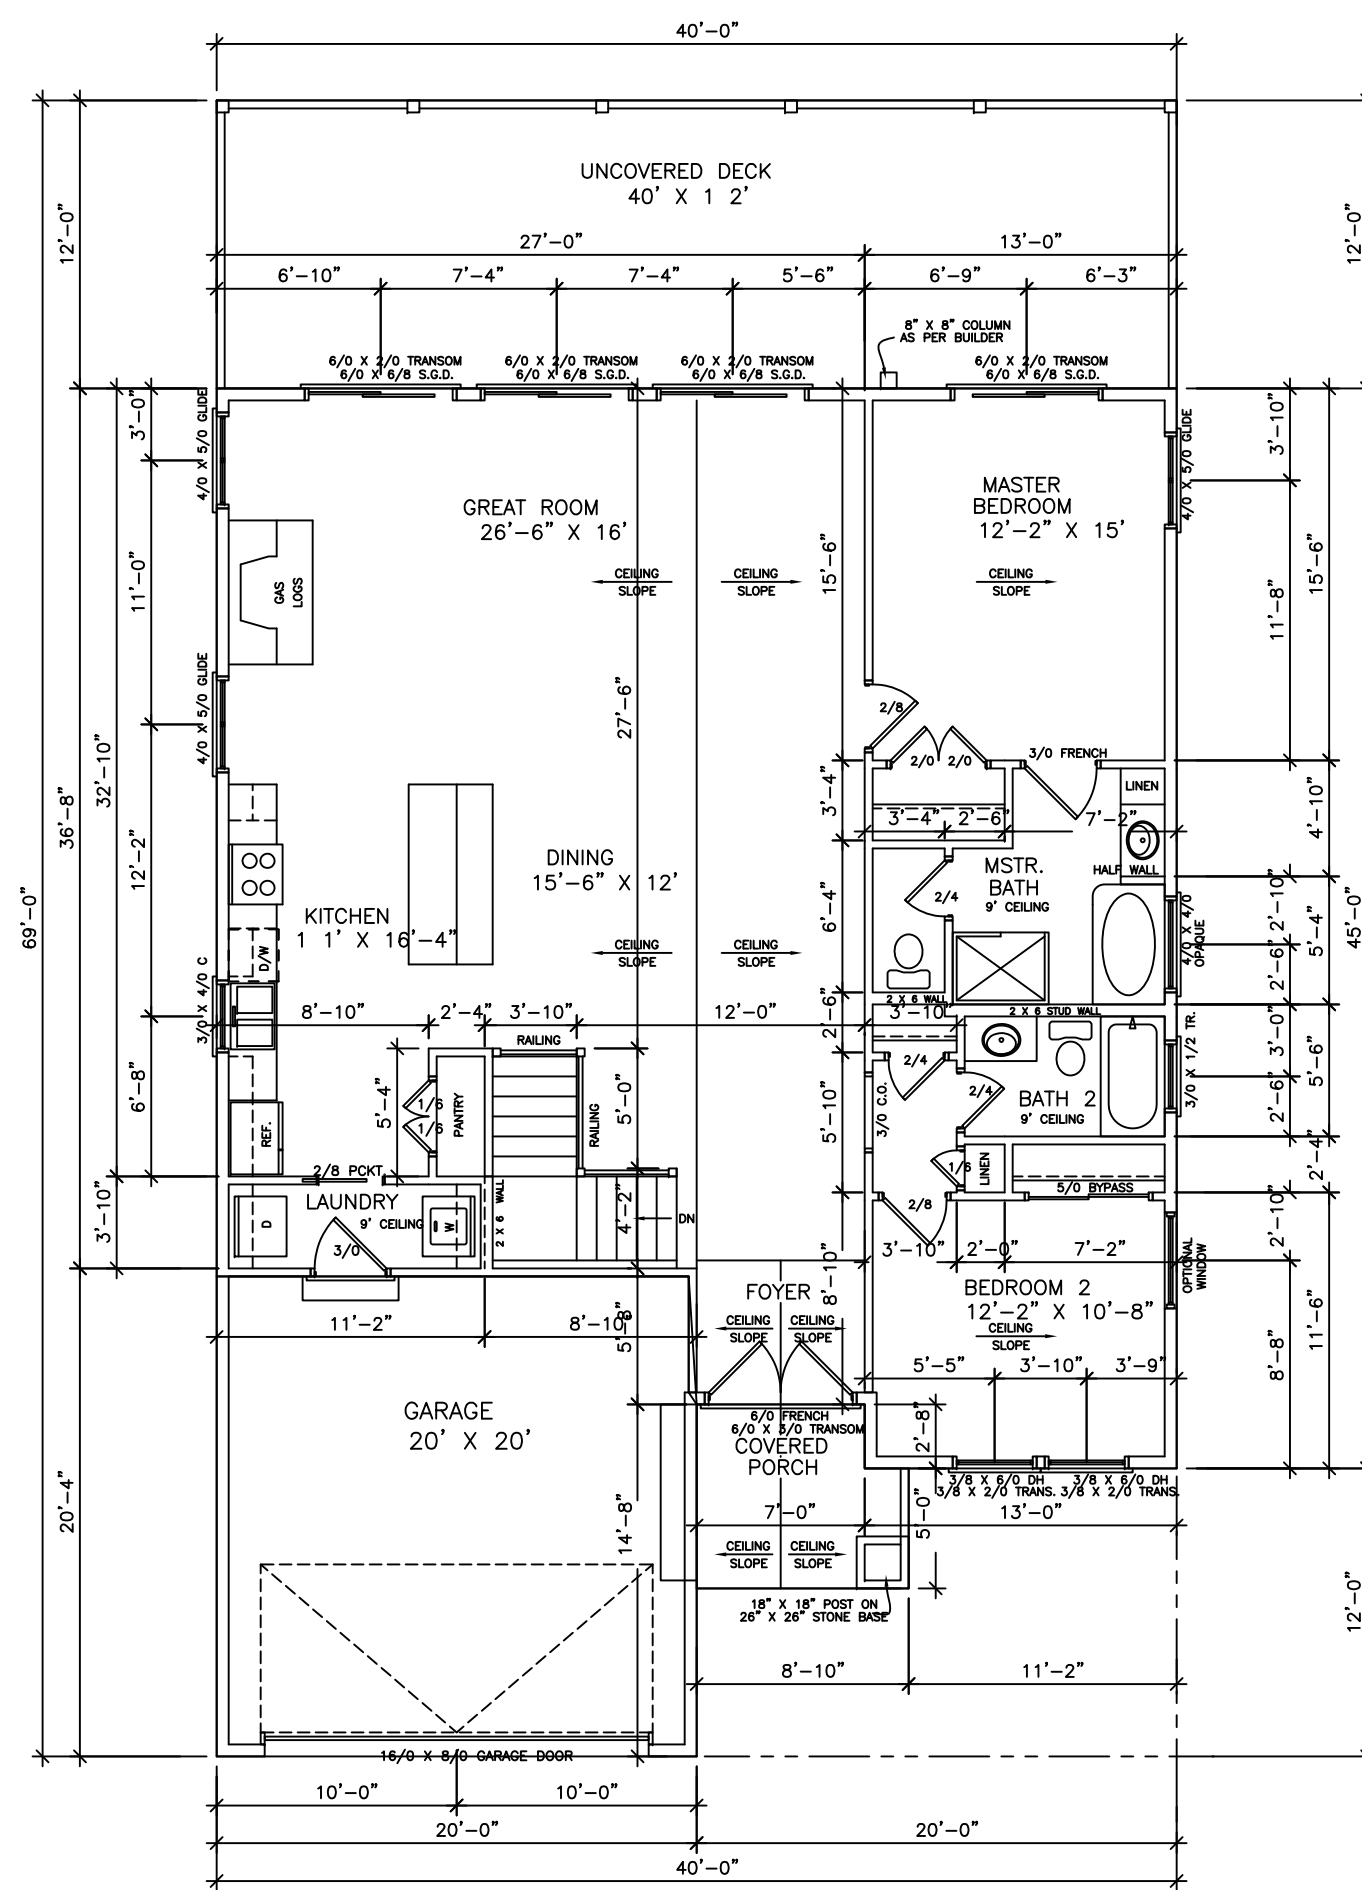 40'-0"
UNCOVERED DECK
40' X 1 2'
12'-0"
12'-0"
27'-0"
13'-0"
6'-10"
7'-4"
7'-4"
5'-6"
6'-9"
6'-3"
8" X 8" COLUMN
AS PER BUILDER
6/0 X 2/0 TRANSOM
6/0 X 6/8 S.G.D.
6/0 X 2/0 TRANSOM
6/0 X 6/8 S.G.D.
6/0 X 2/0 TRANSOM
6/0 X 6/8 S.G.D.
6/0 X 2/0 TRANSOM
6/0 X 6/8 S.G.D.
3'-0"
4/0 X 5/0 GLIDE
4/0 X 5/0 GLIDE
3'-10"
GREAT ROOM
26'-6" X 16'
MASTER
BEDROOM
12'-2" X 15'
CEILING
SLOPE
CEILING
SLOPE
CEILING
SLOPE
GAS
LOGS
11'-0"
15'-6"
11'-8"
15'-6"
4/0 X 5/0 GLIDE
27'-6"
2/8
2/0
2/0
3/0 FRENCH
LINEN
32'-10"
36'-8"
69'-0"
12'-2"
3'-4"
3'-4"
2'-6"
7'-2"
4'-10"
DINING
15'-6" X 12'
MSTR.
BATH
9' CEILING
HALF WALL
2/4
KITCHEN
1 1' X 16'-4"
D/W
6'-4"
CEILING
SLOPE
CEILING
SLOPE
4/0 X 4/0
OPAQUE
2'-10"
2'-6"
5'-4"
45'-0"
3/0 X 4/0 C
2 X 6 WALL
2 X 6 STUD WALL
8'-10"
2'-4"
3'-10"
12'-0"
3'-10"
2'-6"
RAILING
RAILING
3/0 X 1/2 TR.
3'-0"
2'-6"
5'-6"
6'-8"
5'-4"
1/6
1/6
PANTRY
5'-0"
REF.
5'-10"
3/0 C.O.
2/4
2/4
BATH 2
9' CEILING
1/6
LINEN
2'-4"
2/8 PCKT
5/0 BYPASS
LAUNDRY
9' CEILING
D
W
3/0
2 X 6 WALL
4'-2"
DN
3'-10"
2/8
3'-10"
2'-0"
7'-2"
2'-10"
OPTIONAL
WINDOW
8'-10"
FOYER
BEDROOM 2
12'-2" X 10'-8"
CEILING
SLOPE
CEILING
SLOPE
CEILING
SLOPE
11'-2"
8'-10"
5'-8"
5'-5"
3'-10"
3'-9"
8'-8"
11'-6"
GARAGE
20' X 20'
6/0 FRENCH
6/0 X 3/0 TRANSOM
COVERED
PORCH
2'-8"
3/8 X 6/0 DH
3/8 X 2/0 TRANS.
3/8 X 6/0 DH
3/8 X 2/0 TRANS.
20'-4"
14'-8"
7'-0"
5'-0"
13'-0"
CEILING
SLOPE
CEILING
SLOPE
18" X 18" POST ON
26" X 26" STONE BASE
12'-0"
8'-10"
11'-2"
16/0 X 8/0 GARAGE DOOR
10'-0"
10'-0"
20'-0"
20'-0"
40'-0"